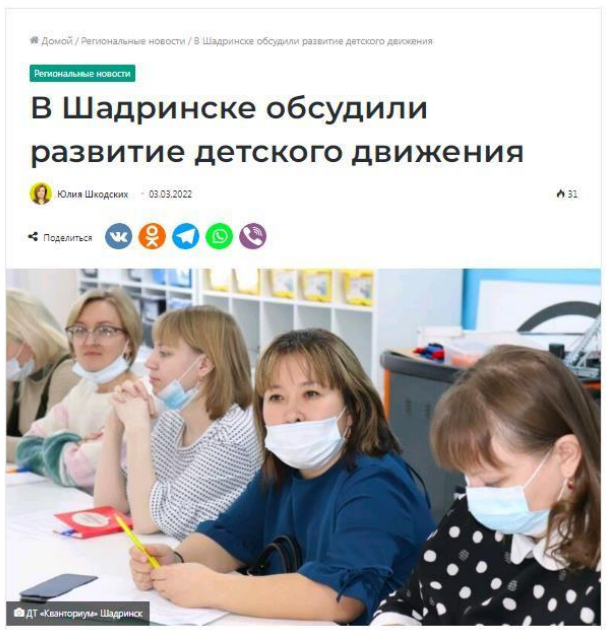 Домой / Региональные новости / В Шадринске обсудили развитие детского движения
Региональные новости
В Шадринске обсудили
развитие детского движения
Юлия Шкодских - 03.03.2022 31
Поделиться
ДТ «Кванториум» Шадринск